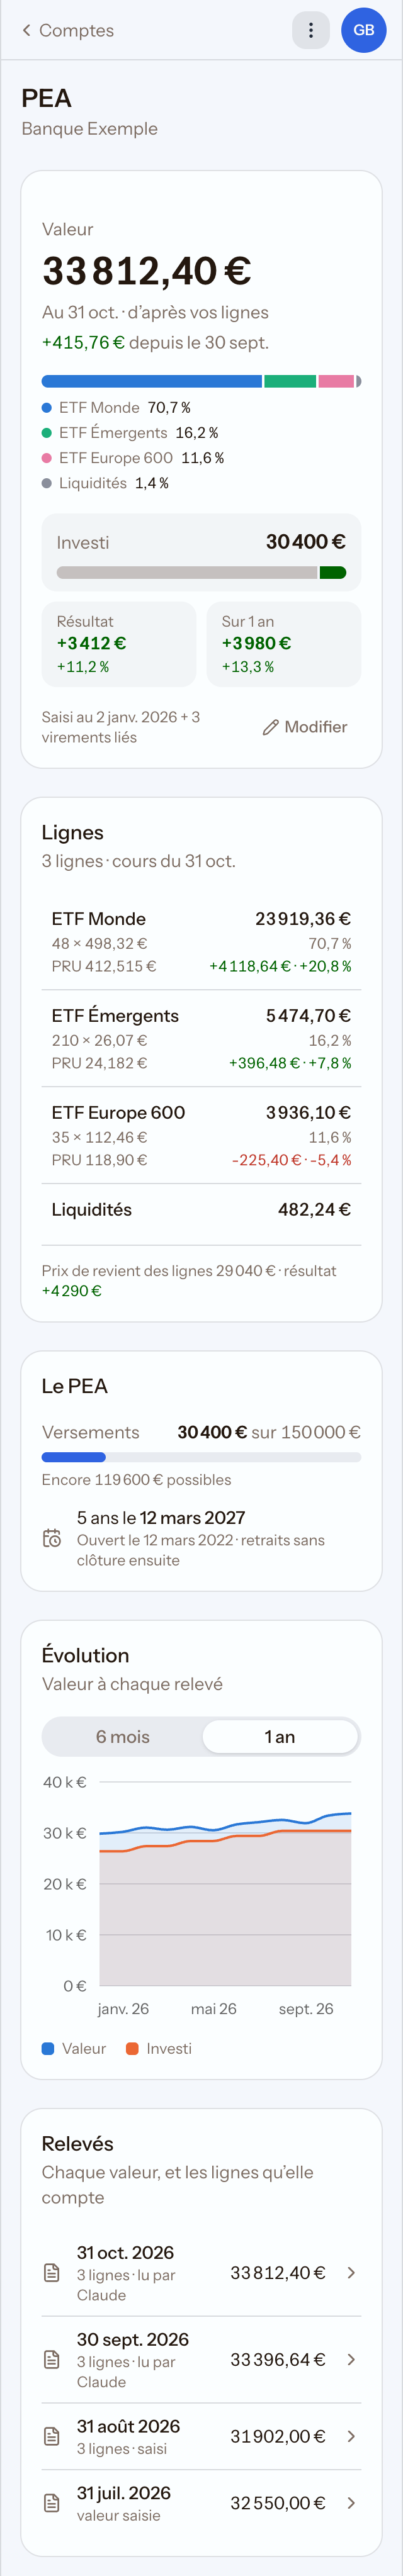 Comptes
GB
PEA
Banque Exemple
Valeur
33 812,40 €
Au 31 oct. · d’après vos lignes
+415,76 € depuis le 30 sept.
ETF Monde 70,7 %
ETF Émergents 16,2 %
ETF Europe 600 11,6 %
Liquidités 1,4 %
Investi 30 400 €
Résultat
+3 412 €
+11,2 %
Sur 1 an
+3 980 €
+13,3 %
Saisi au 2 janv. 2026 + 3
virements liés
Modifier
Lignes
3 lignes · cours du 31 oct.
ETF Monde 23 919,36 €
48 × 498,32 € 70,7 %
PRU 412,515 € +4 118,64 € · +20,8 %
ETF Émergents 5 474,70 €
210 × 26,07 € 16,2 %
PRU 24,182 € +396,48 € · +7,8 %
ETF Europe 600 3 936,10 €
35 × 112,46 € 11,6 %
PRU 118,90 € -225,40 € · -5,4 %
Liquidités 482,24 €
Prix de revient des lignes 29 040 € · résultat
+4 290 €
Le PEA
Versements 30 400 € sur 150 000 €
Encore 119 600 € possibles
5 ans le 12 mars 2027
Ouvert le 12 mars 2022 · retraits sans
clôture ensuite
Évolution
Valeur à chaque relevé
6 mois 1 an
40 k €
30 k €
20 k €
10 k €
0 €
janv. 26 mai 26 sept. 26
Valeur Investi
Relevés
Chaque valeur, et les lignes qu’elle
compte
31 oct. 2026
3 lignes · lu par
Claude
33 812,40 €
30 sept. 2026
3 lignes · lu par
Claude
33 396,64 €
31 août 2026
3 lignes · saisi
31 902,00 €
31 juil. 2026
valeur saisie
32 550,00 €